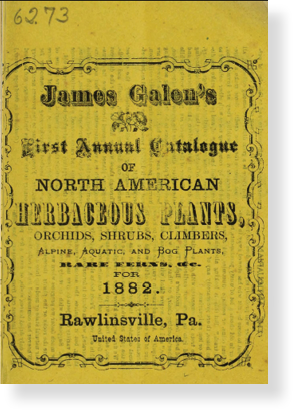 62.73
James Galen's
First Annual Catalogue
OF
NORTH AMERICAN
HERBACEOUS PLANTS,
ORCHIDS, SHRUBS, CLIMBERS,
ALPINE, AQUATIC, AND BOG PLANTS,
RARE FERNS, &c.
FOR
1882.
Rawlinsville, Pa.
United States of America.